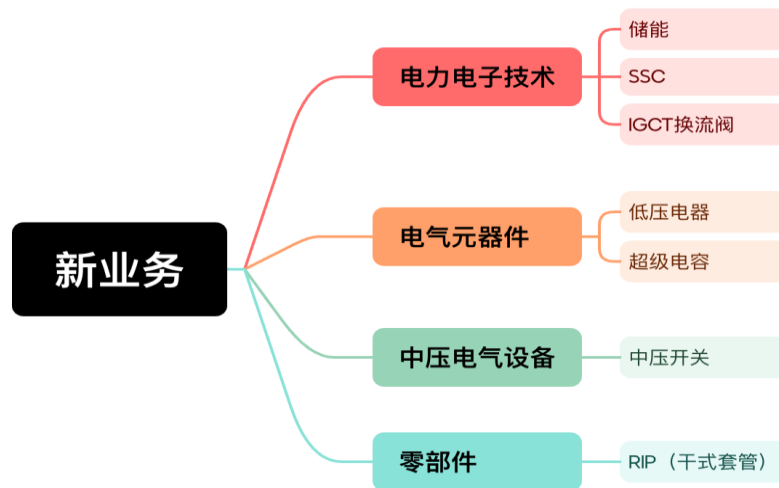 新业务
电力电子技术
储能
SSC
IGCT换流阀
电气元器件
低压电器
超级电容
中压电气设备
中压开关
零部件
RIP（干式套管）